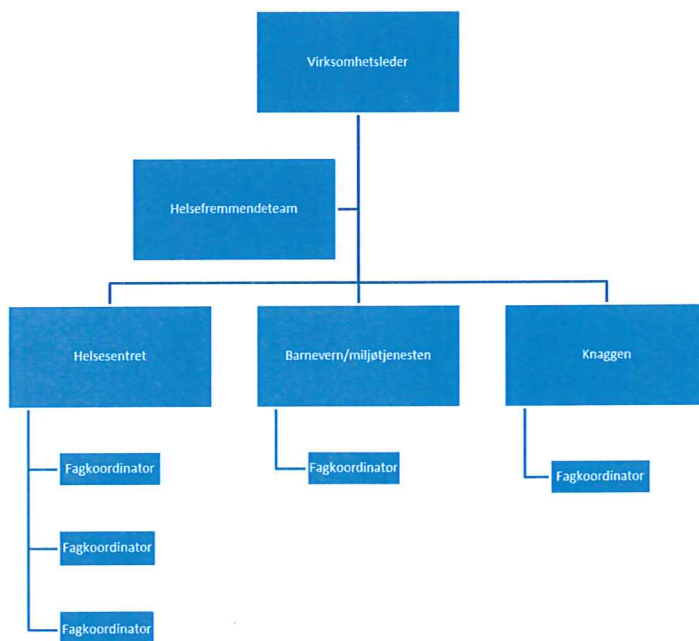 Virksomhetsleder
Helsefremmendeteam
Helsesentret
Barnevern/miljøtjenesten
Knaggen
Fagkoordinator
Fagkoordinator
Fagkoordinator
Fagkoordinator
Fagkoordinator